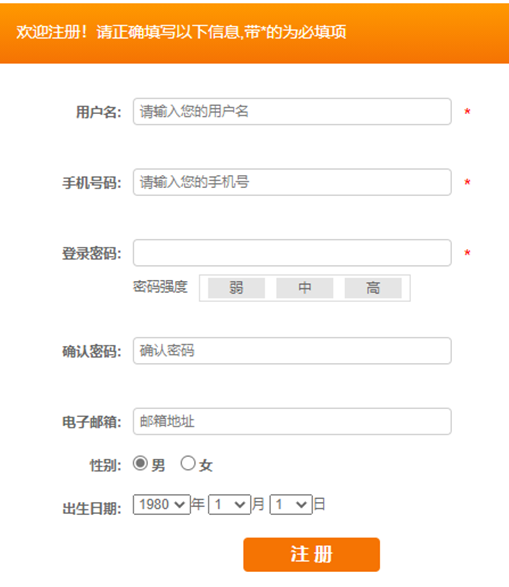 欢迎注册！请正确填写以下信息,带*的为必填项
用户名: 请输入您的用户名 *
手机号码: 请输入您的手机号 *
登录密码: *
密码强度 弱 中 高
确认密码: 确认密码
电子邮箱: 邮箱地址
性别: 男 女
出生日期: 1980年 1月 1日
注 册